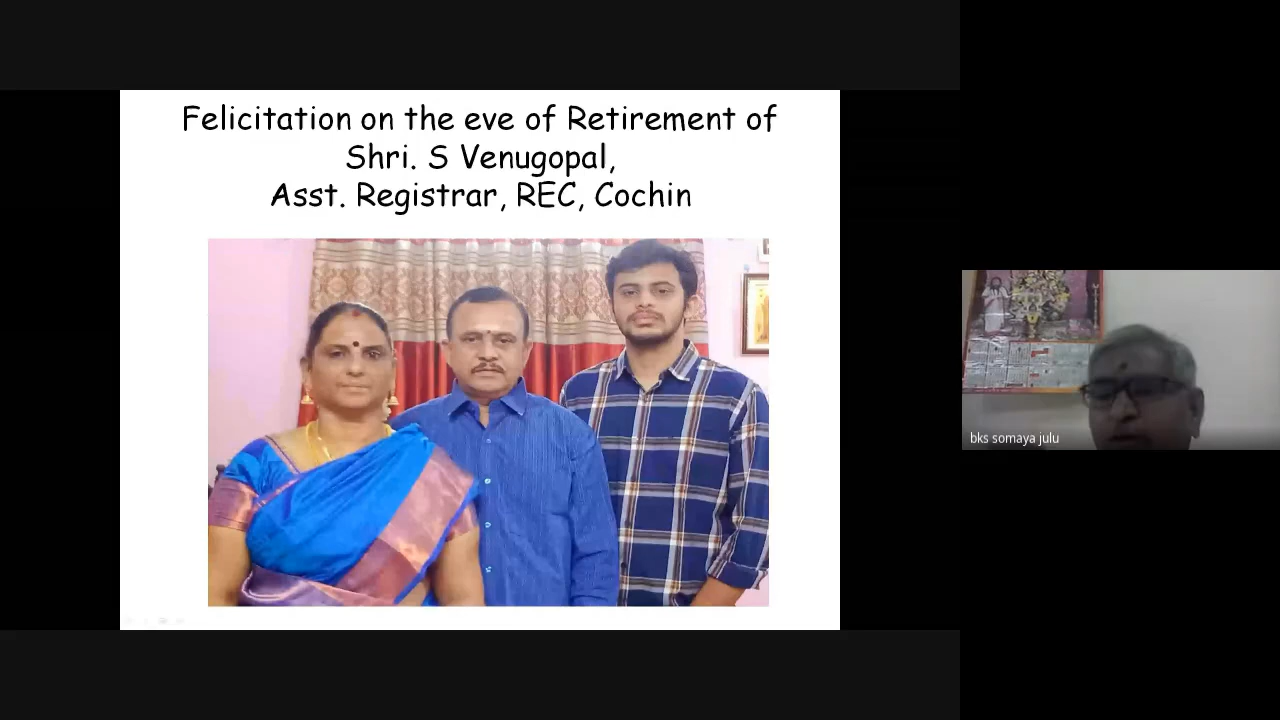 Felicitation on the eve of Retirement of
Shri. S Venugopal,
Asst. Registrar, REC, Cochin
bks somaya julu